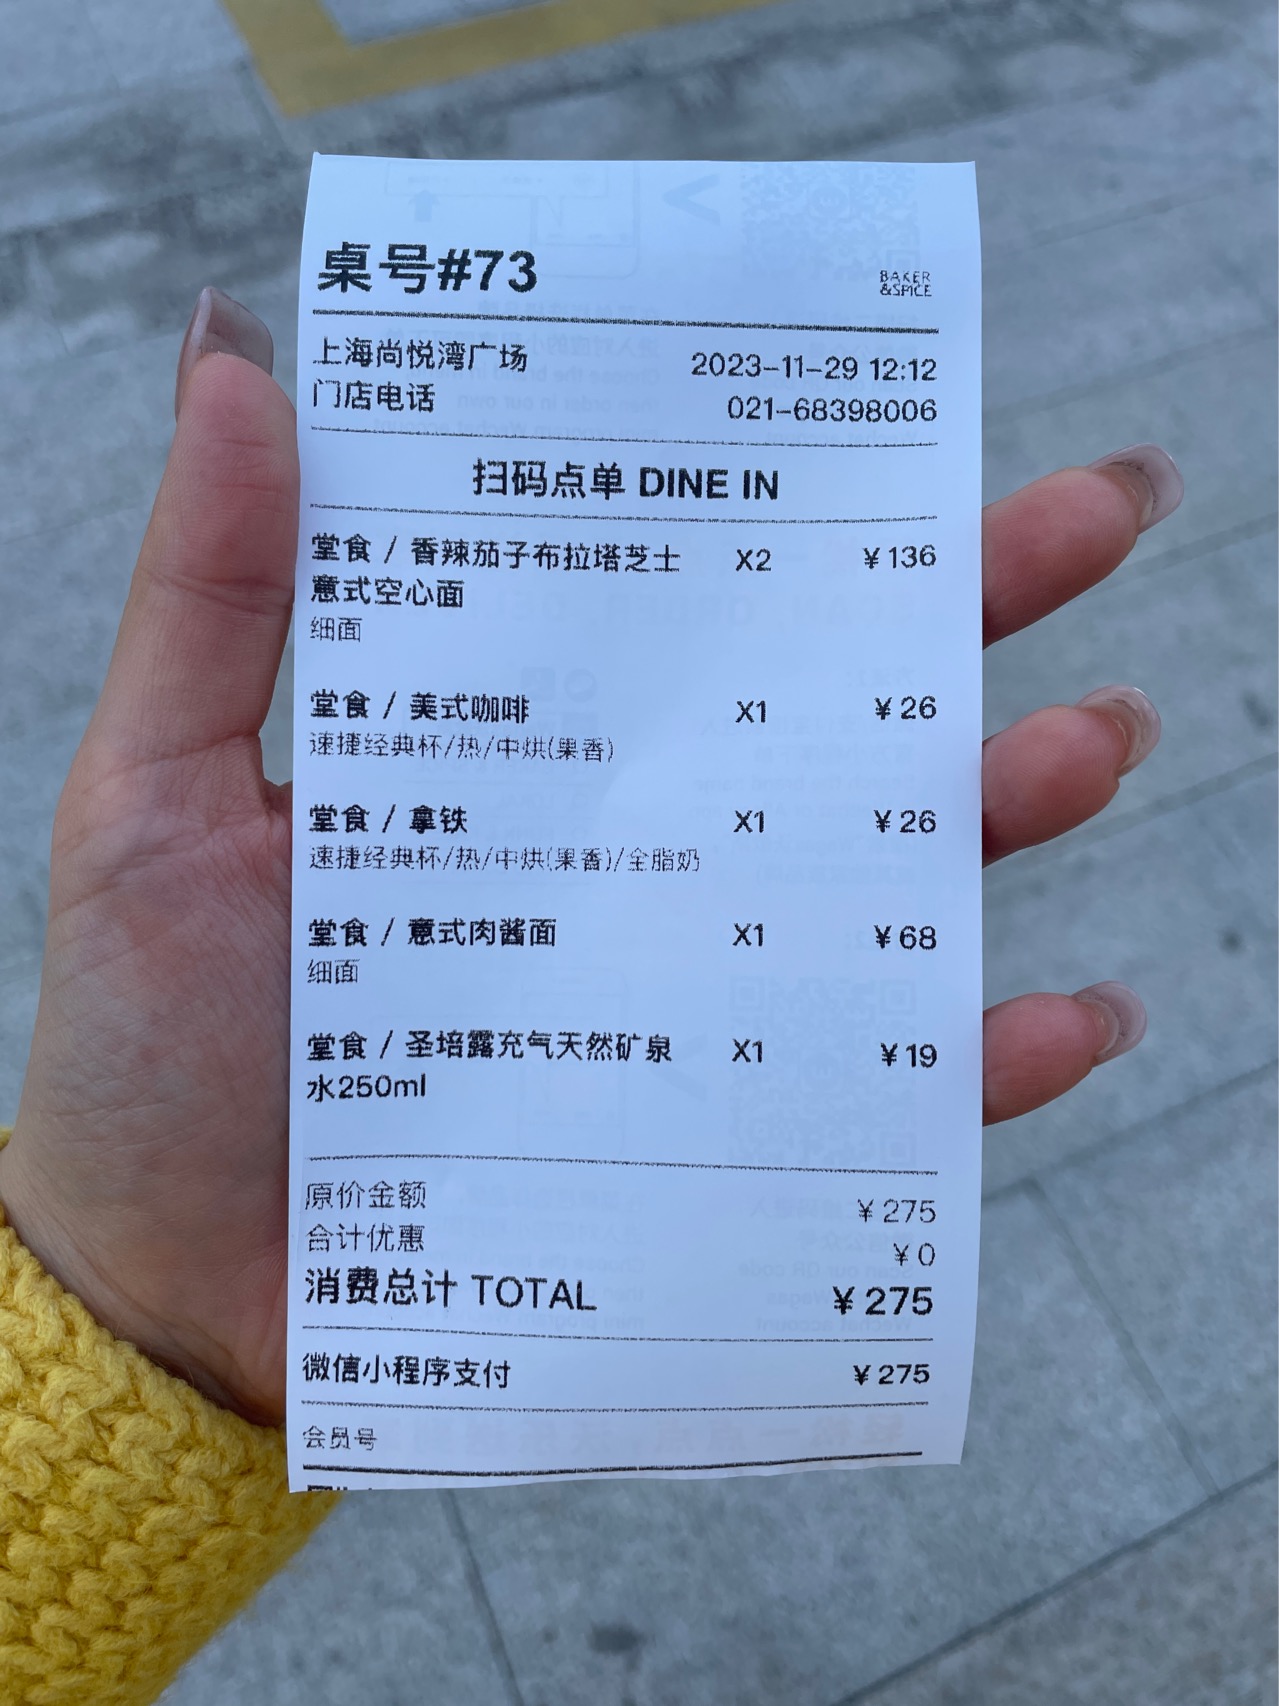 桌号#73
BAKER
&SPICE
上海尚悦湾广场 2023-11-29 12:12
门店电话 021-68398006
扫码点单 DINE IN
堂食 / 香辣茄子布拉塔芝士 X2 ¥136
意式空心面
细面
堂食 / 美式咖啡 X1 ¥26
速捷经典杯/热/中烘(果香)
堂食 / 拿铁 X1 ¥26
速捷经典杯/热/中烘(果香)/全脂奶
堂食 / 意式肉酱面 X1 ¥68
细面
堂食 / 圣培露充气天然矿泉 X1 ¥19
水250ml
原价金额 ¥275
合计优惠 ¥0
消费总计 TOTAL ¥275
微信小程序支付 ¥275
会员号